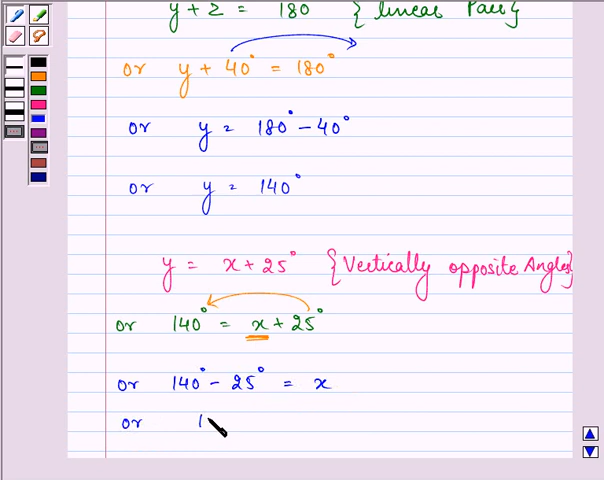 y + z = 180 {linear Pair}
or y + 40° = 180°
or y = 180° - 40°
or y = 140°
y = x + 25° {Vertically opposite Angles}
or 140° = x + 25°
or 140° - 25° = x
or 1